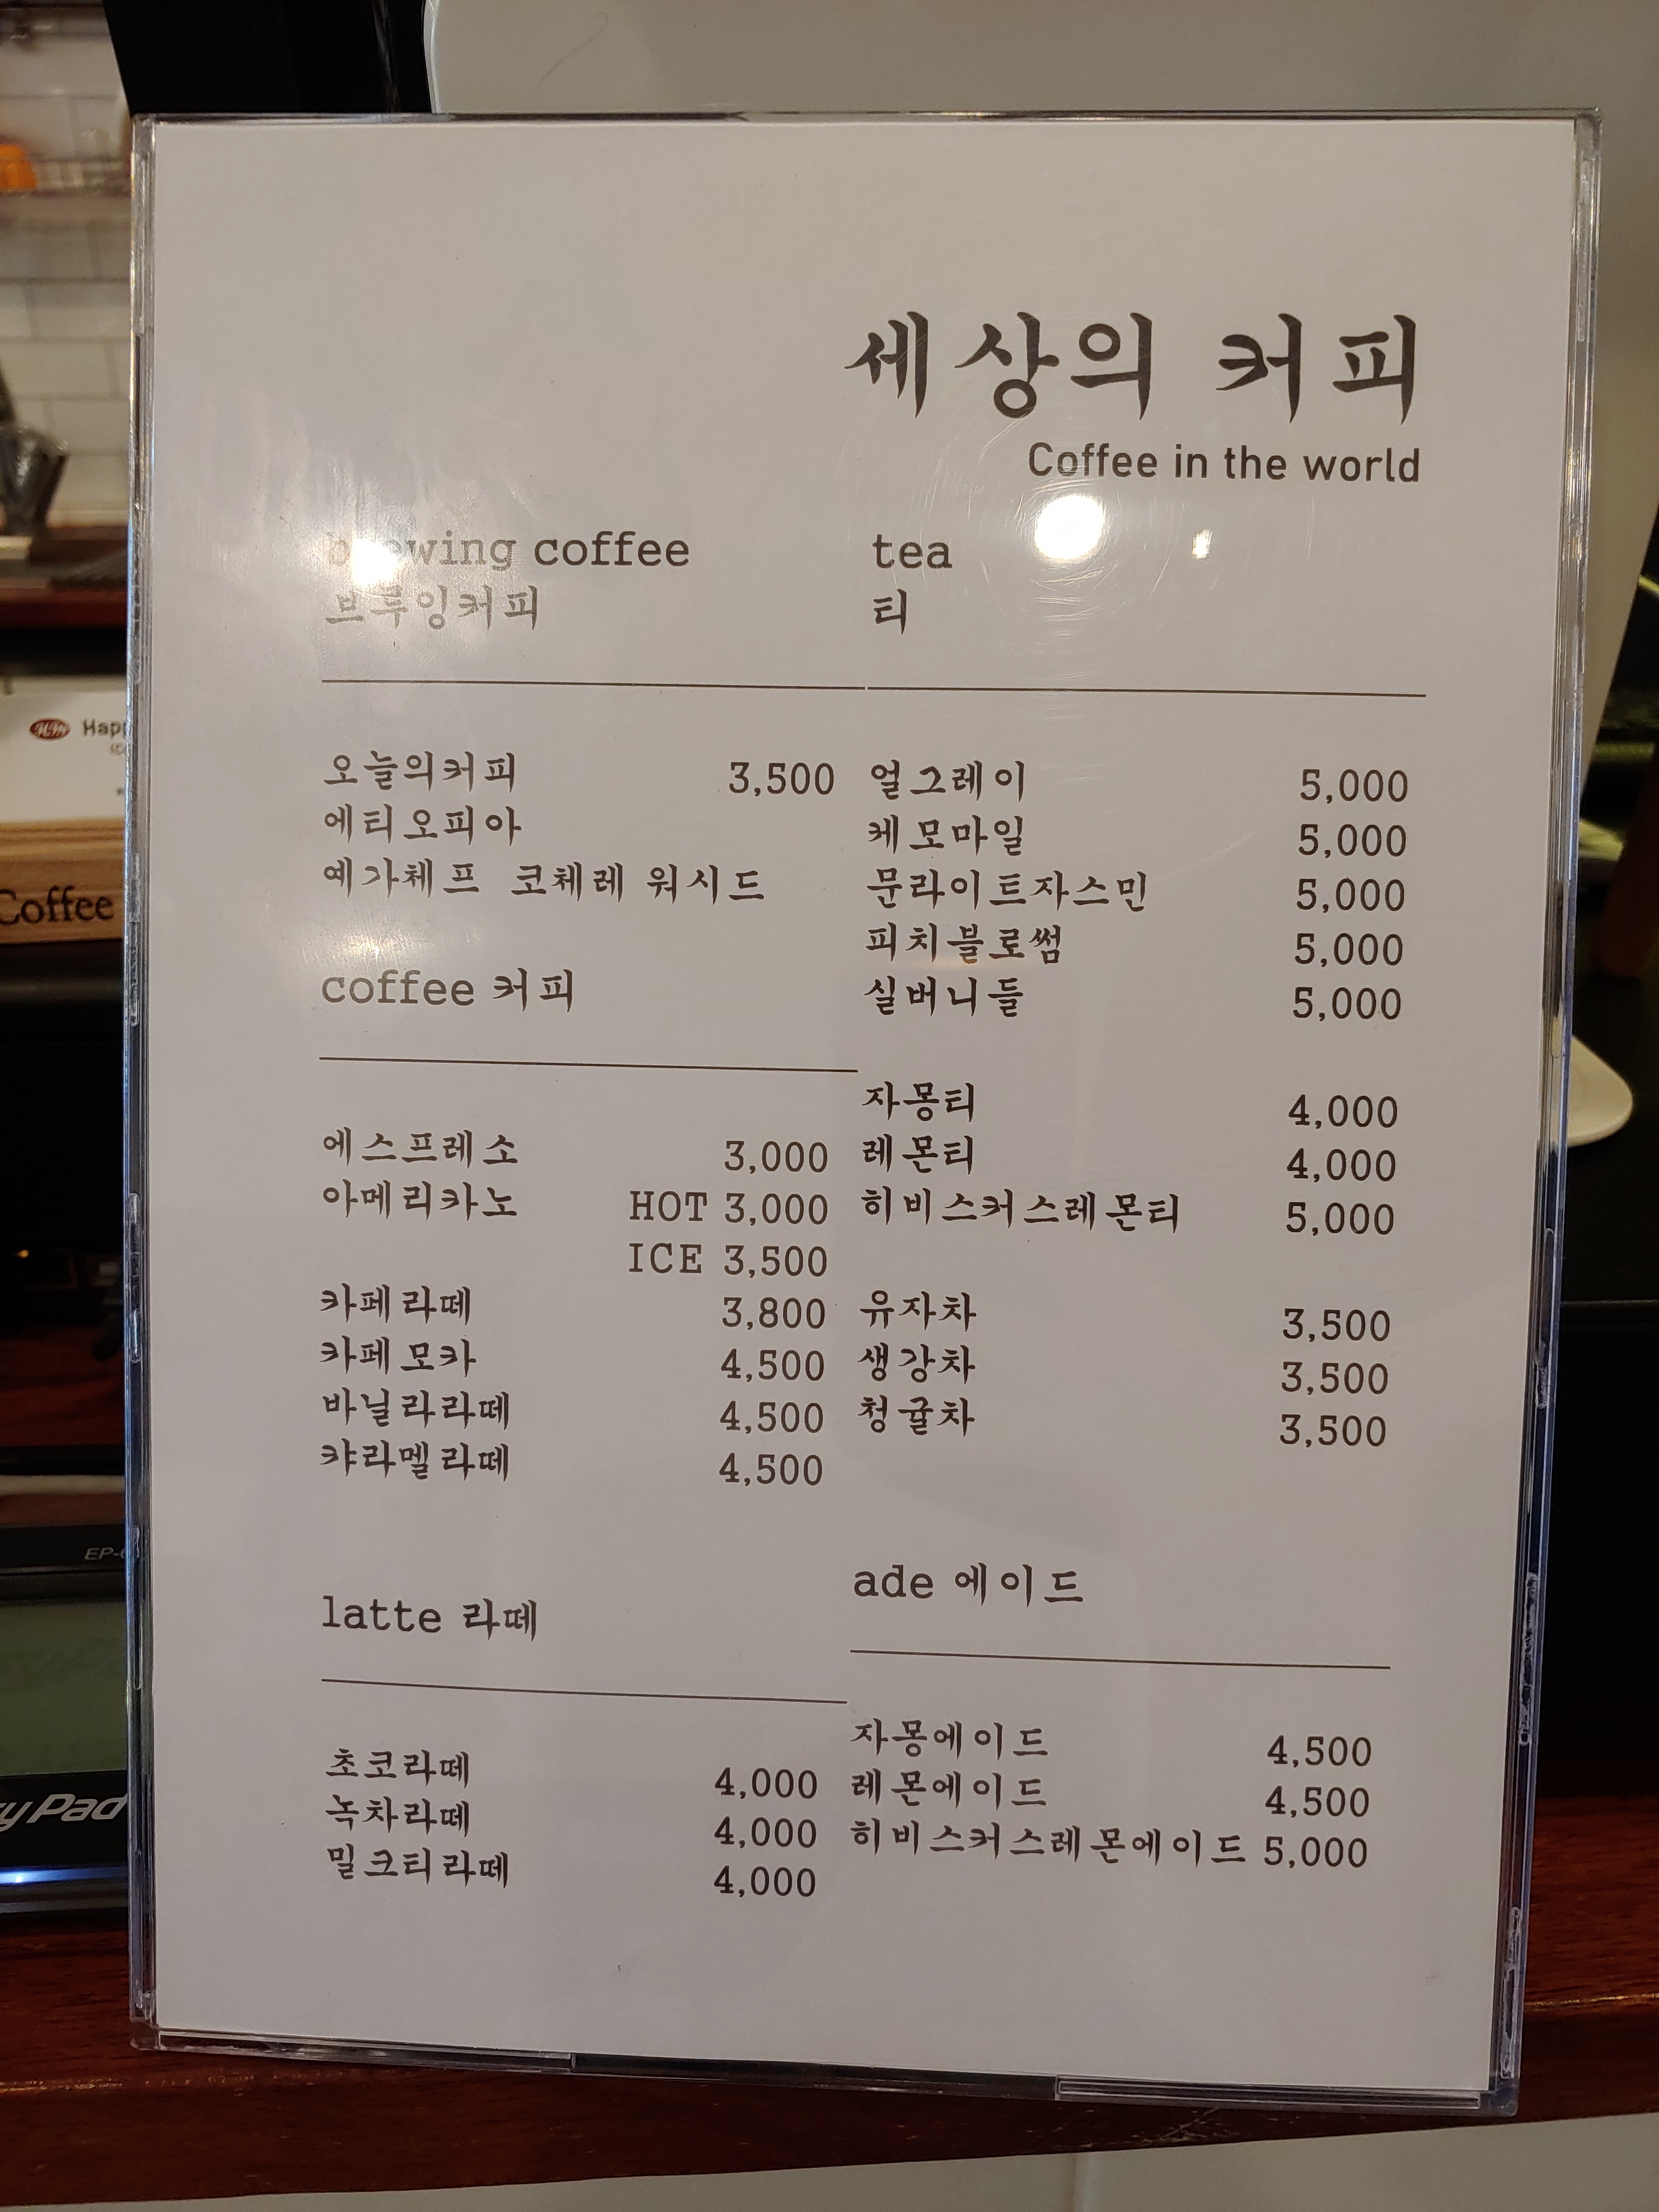 세상의 커피
Coffee in the world
brewing coffee
브루잉커피
오늘의커피 3,500
에티오피아
예가체프 코체레 워시드
coffee 커피
에스프레소 3,000
아메리카노 HOT 3,000
ICE 3,500
카페라떼 3,800
카페모카 4,500
바닐라라떼 4,500
캬라멜라떼 4,500
latte 라떼
초코라떼 4,000
녹차라떼 4,000
밀크티라떼 4,000
tea
티
얼그레이 5,000
케모마일 5,000
문라이트자스민 5,000
피치블로썸 5,000
실버니들 5,000
자몽티 4,000
레몬티 4,000
히비스커스레몬티 5,000
유자차 3,500
생강차 3,500
청귤차 3,500
ade 에이드
자몽에이드 4,500
레몬에이드 4,500
히비스커스레몬에이드 5,000
Coffee